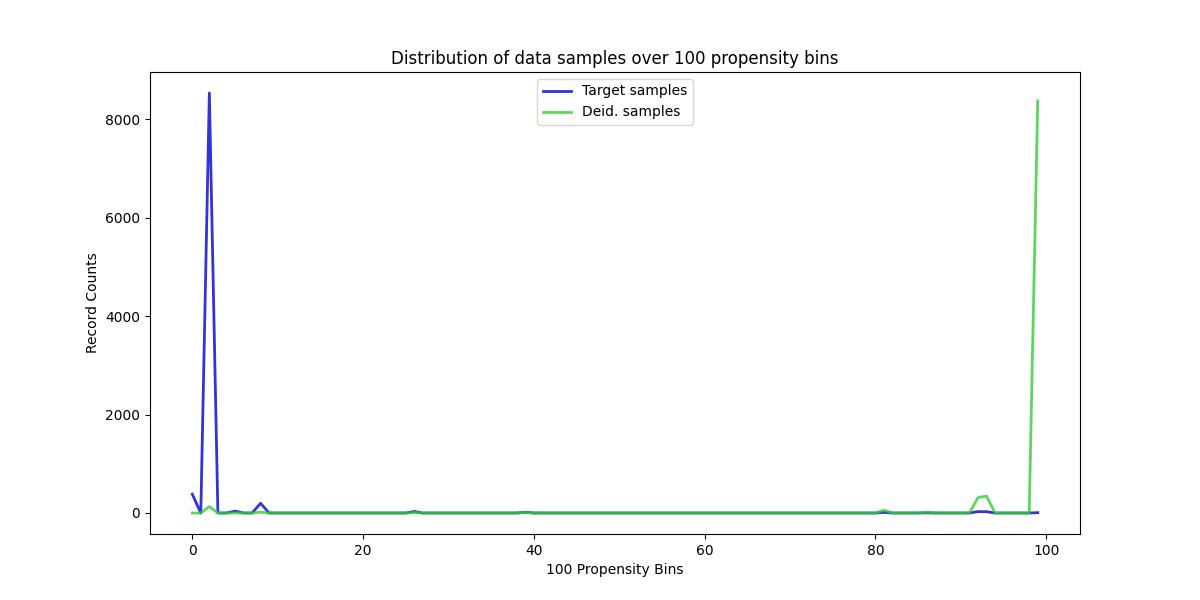 Distribution of data samples over 100 propensity bins
Target samples
Deid. samples
8000
6000
4000
2000
0
Record Counts
0 20 40 60 80 100
100 Propensity Bins